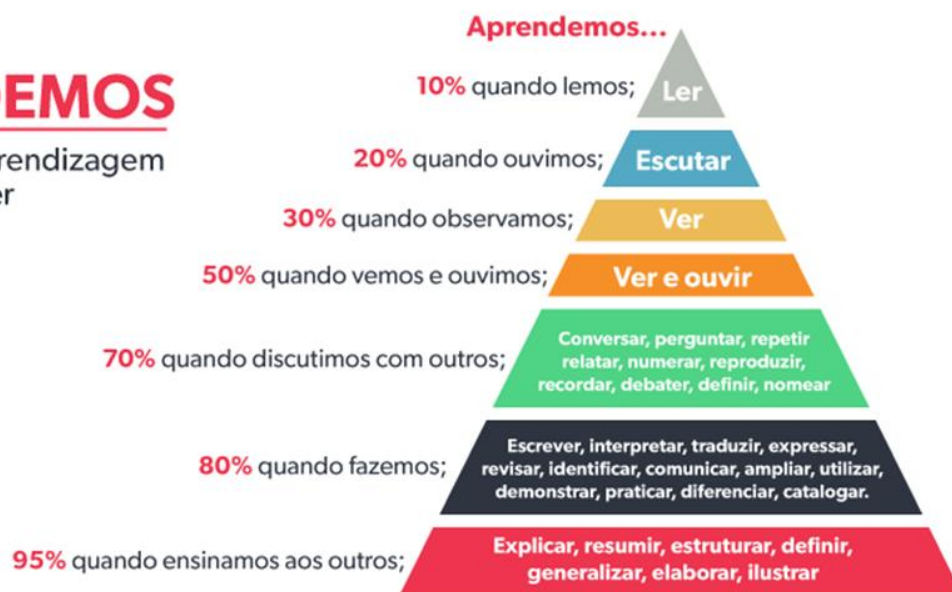 Aprendemos...
10% quando lemos;
Ler
20% quando ouvimos;
Escutar
30% quando observamos;
Ver
50% quando vemos e ouvimos;
Ver e ouvir
70% quando discutimos com outros;
Conversar, perguntar, repetir
relatar, numerar, reproduzir,
recordar, debater, definir, nomear
80% quando fazemos;
Escrever, interpretar, traduzir, expressar,
revisar, identificar, comunicar, ampliar, utilizar,
demonstrar, praticar, diferenciar, catalogar.
95% quando ensinamos aos outros;
Explicar, resumir, estruturar, definir,
generalizar, elaborar, ilustrar